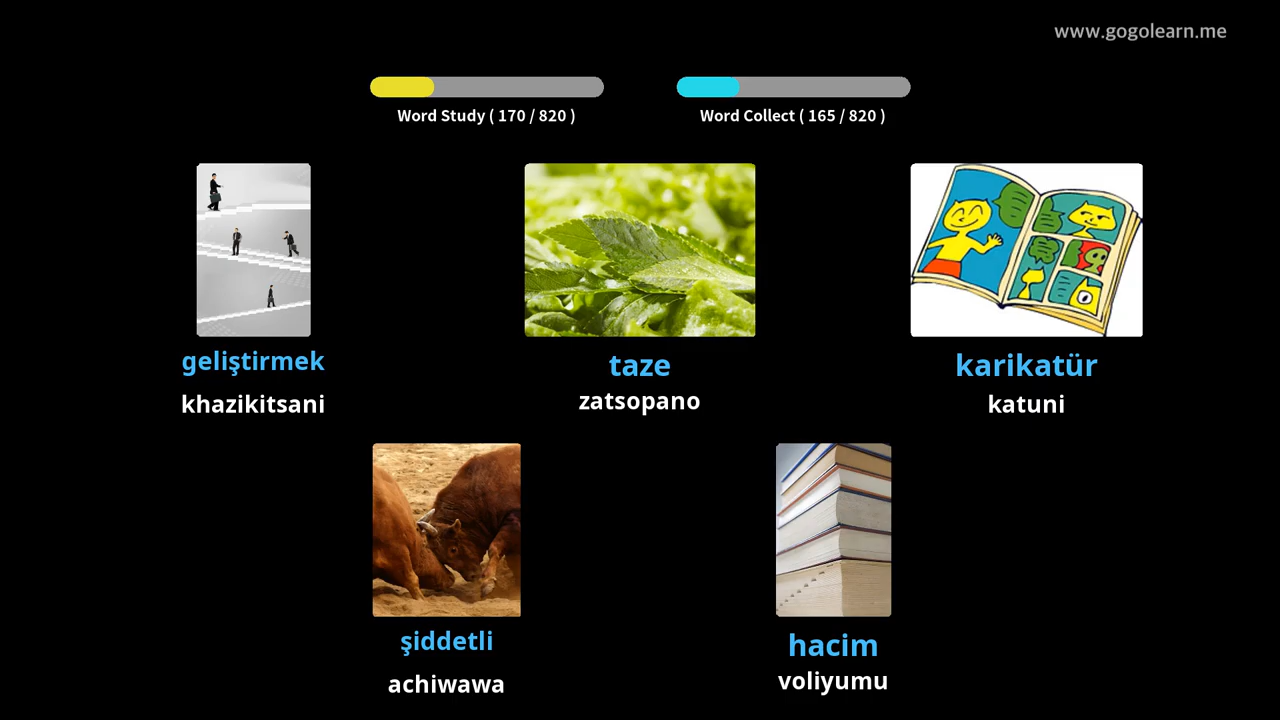 www.gogolearn.me
Word Study ( 170 / 820 )
Word Collect ( 165 / 820 )
geliştirmek
khazikitsani
taze
zatsopano
karikatür
katuni
şiddetli
achiwawa
hacim
voliyumu